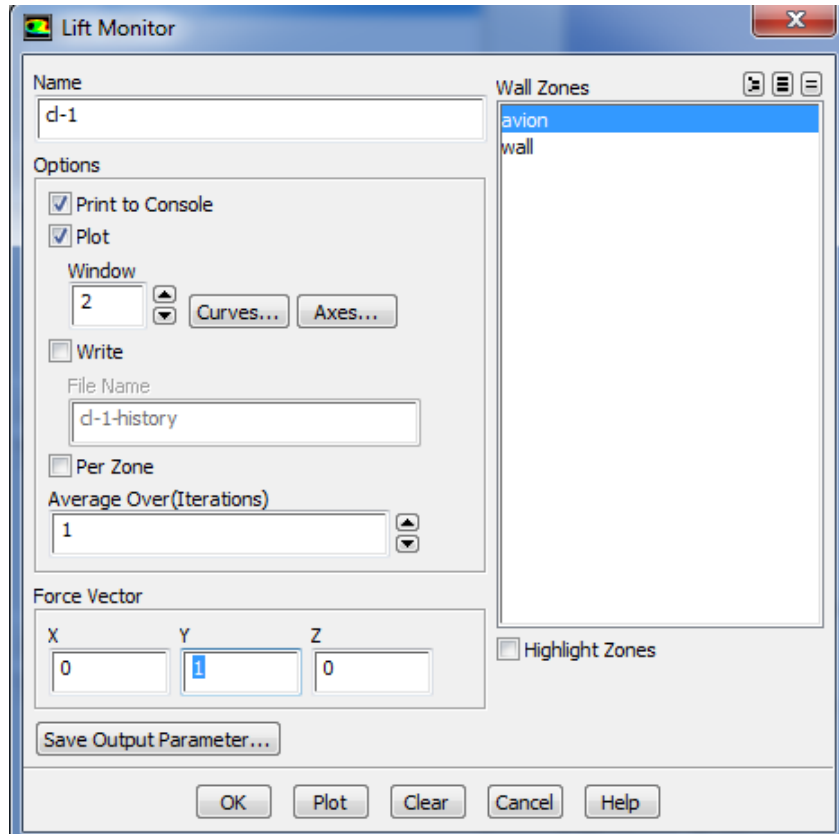 Lift Monitor
Name
cl-1
Options
Print to Console
Plot
Window
2
Curves... Axes...
Write
File Name
cl-1-history
Per Zone
Average Over(Iterations)
1
Force Vector
X Y Z
0 1 0
Save Output Parameter...
Wall Zones
avion
wall
Highlight Zones
OK Plot Clear Cancel Help